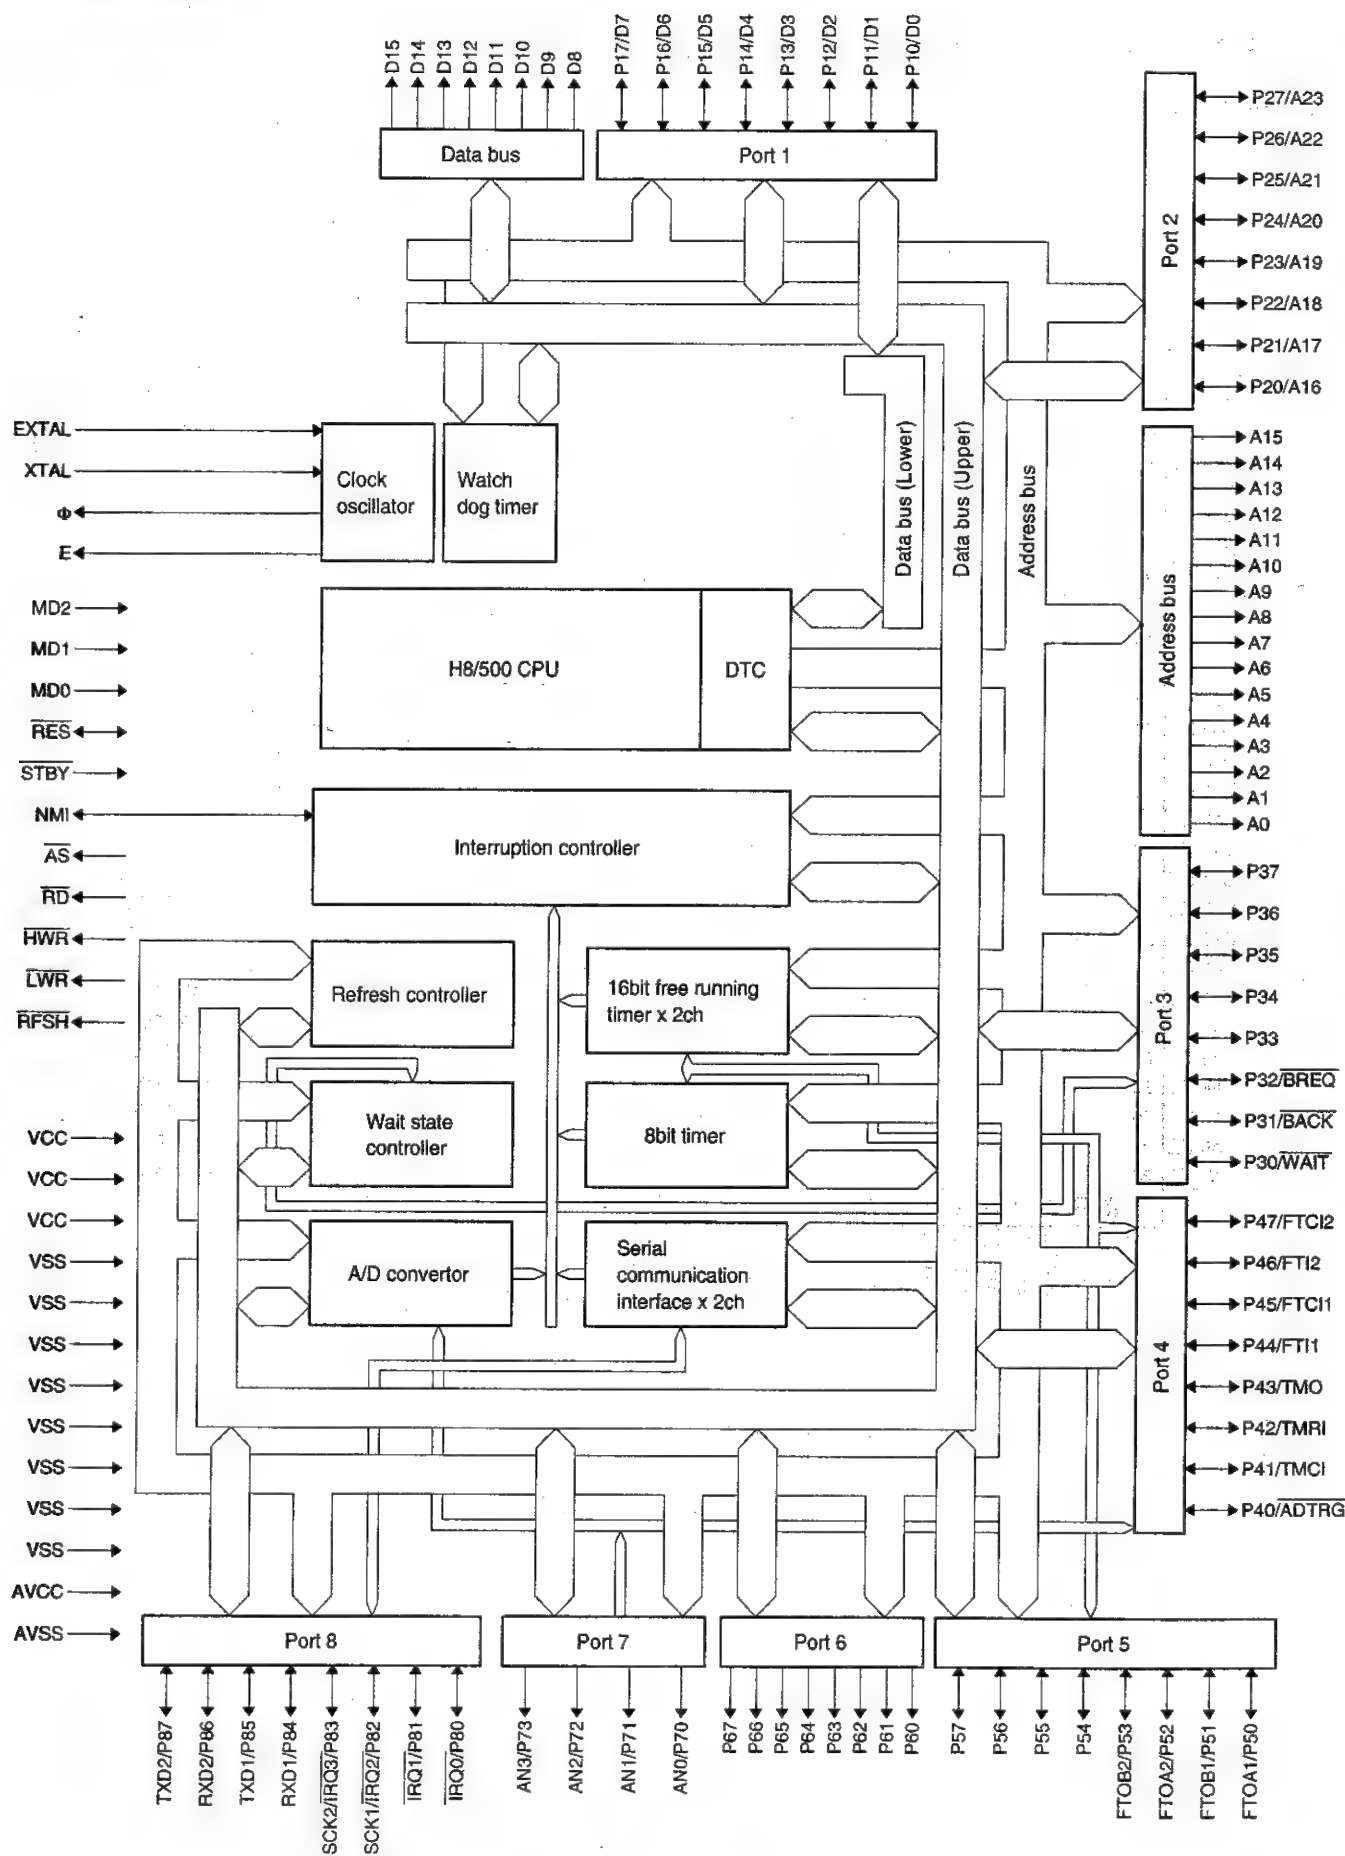 D15
D14
D13
D12
D11
D10
D9
D8
P17/D7
P16/D6
P15/D5
P14/D4
P13/D3
P12/D2
P11/D1
P10/D0
Data bus
Port 1
Port 2
P27/A23
P26/A22
P25/A21
P24/A20
P23/A19
P22/A18
P21/A17
P20/A16
EXTAL
XTAL
Φ
E
Clock
oscillator
Watch
dog timer
Data bus (Lower)
Data bus (Upper)
Address bus
Address bus
A15
A14
A13
A12
A11
A10
A9
A8
A7
A6
A5
A4
A3
A2
A1
A0
MD2
MD1
MD0
RES
STBY
NMI
AS
RD
HWR
LWR
RFSH
H8/500 CPU
DTC
Interruption controller
Refresh controller
16bit free running
timer x 2ch
Wait state
controller
8bit timer
A/D convertor
Serial
communication
interface x 2ch
Port 3
P37
P36
P35
P34
P33
P32/BREQ
P31/BACK
P30/WAIT
Port 4
P47/FTCI2
P46/FTI2
P45/FTCI1
P44/FTI1
P43/TMO
P42/TMRI
P41/TMCI
P40/ADTRG
VCC
VCC
VCC
VSS
VSS
VSS
VSS
VSS
VSS
VSS
VSS
AVCC
AVSS
Port 8
Port 7
Port 6
Port 5
TXD2/P87
RXD2/P86
TXD1/P85
RXD1/P84
SCK2/IRQ3/P83
SCK1/IRQ2/P82
IRQ1/P81
IRQ0/P80
AN3/P73
AN2/P72
AN1/P71
AN0/P70
P67
P66
P65
P64
P63
P62
P61
P60
P57
P56
P55
P54
FTOB2/P53
FTOA2/P52
FTOB1/P51
FTOA1/P50